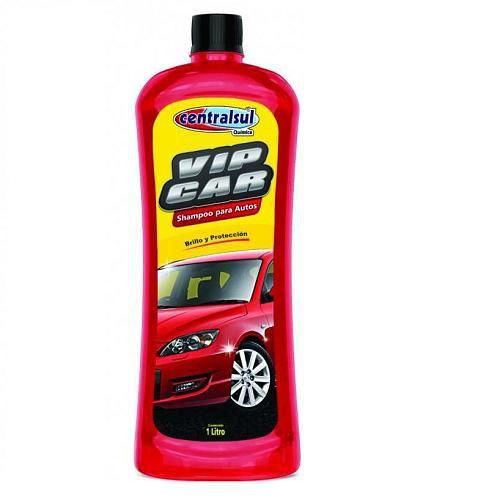 centralsul
Química
VIP
CAR
Shampoo para Autos
Brillo y Protección
Contenido
1 Litro